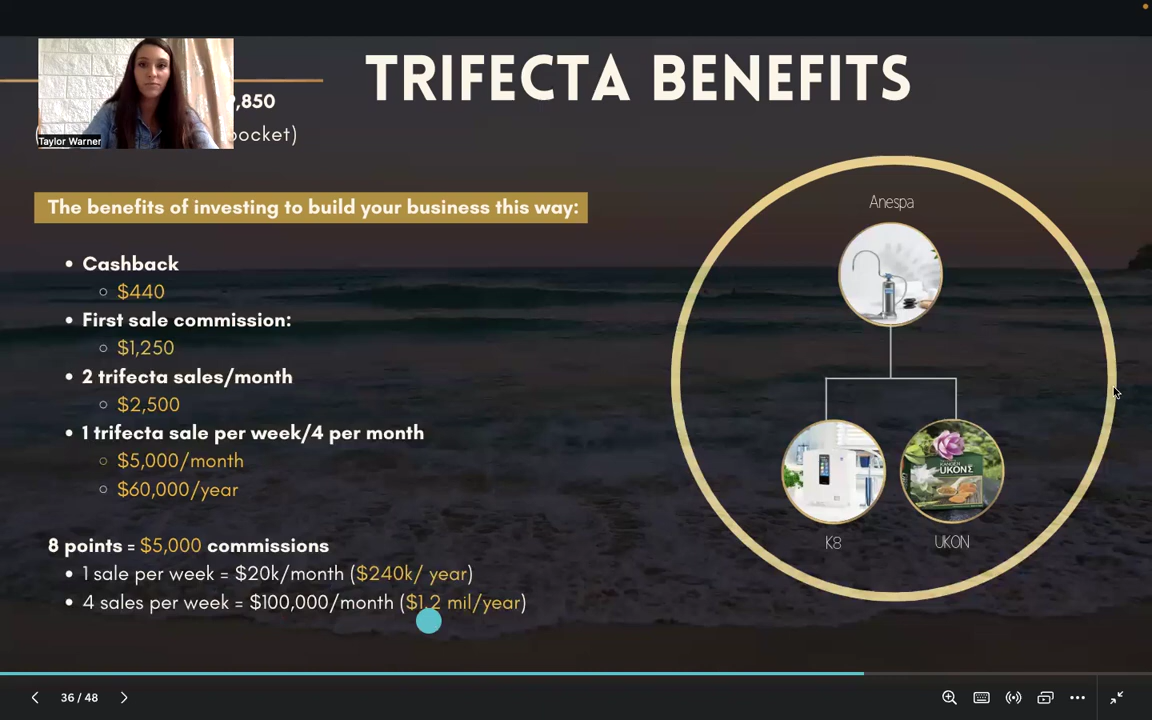 TRIFECTA BENEFITS
,850
Taylor Warner
ocket)
The benefits of investing to build your business this way:
Anespa
• Cashback
○ $440
• First sale commission:
○ $1,250
• 2 trifecta sales/month
○ $2,500
• 1 trifecta sale per week/4 per month
○ $5,000/month
○ $60,000/year
KANGEN
UKONΣ
K8
UKON
8 points = $5,000 commissions
• 1 sale per week = $20k/month ($240k/ year)
• 4 sales per week = $100,000/month ($1.2 mil/year)
36 / 48